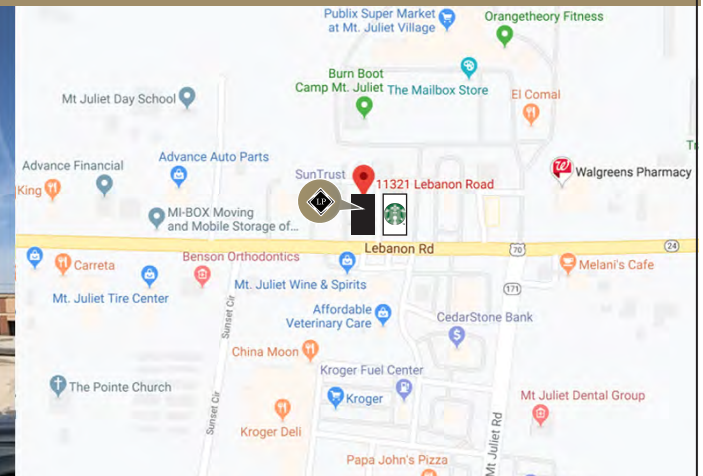 Publix Super Market
at Mt. Juliet Village
Orangetheory Fitness
Burn Boot
Camp Mt. Juliet
The Mailbox Store
Mt Juliet Day School
El Comal
Advance Financial
Advance Auto Parts
SunTrust
11321 Lebanon Road
Walgreens Pharmacy
King
LP
MI-BOX Moving
and Mobile Storage of...
Lebanon Rd
70
24
Carreta
Benson Orthodontics
Melani's Cafe
Mt. Juliet Tire Center
Mt. Juliet Wine & Spirits
171
Sunset Cir
Affordable
Veterinary Care
CedarStone Bank
China Moon
Kroger Fuel Center
The Pointe Church
Kroger
Mt Juliet Dental Group
Sunset Cir
Kroger Deli
Mt Juliet Rd
Papa John's Pizza